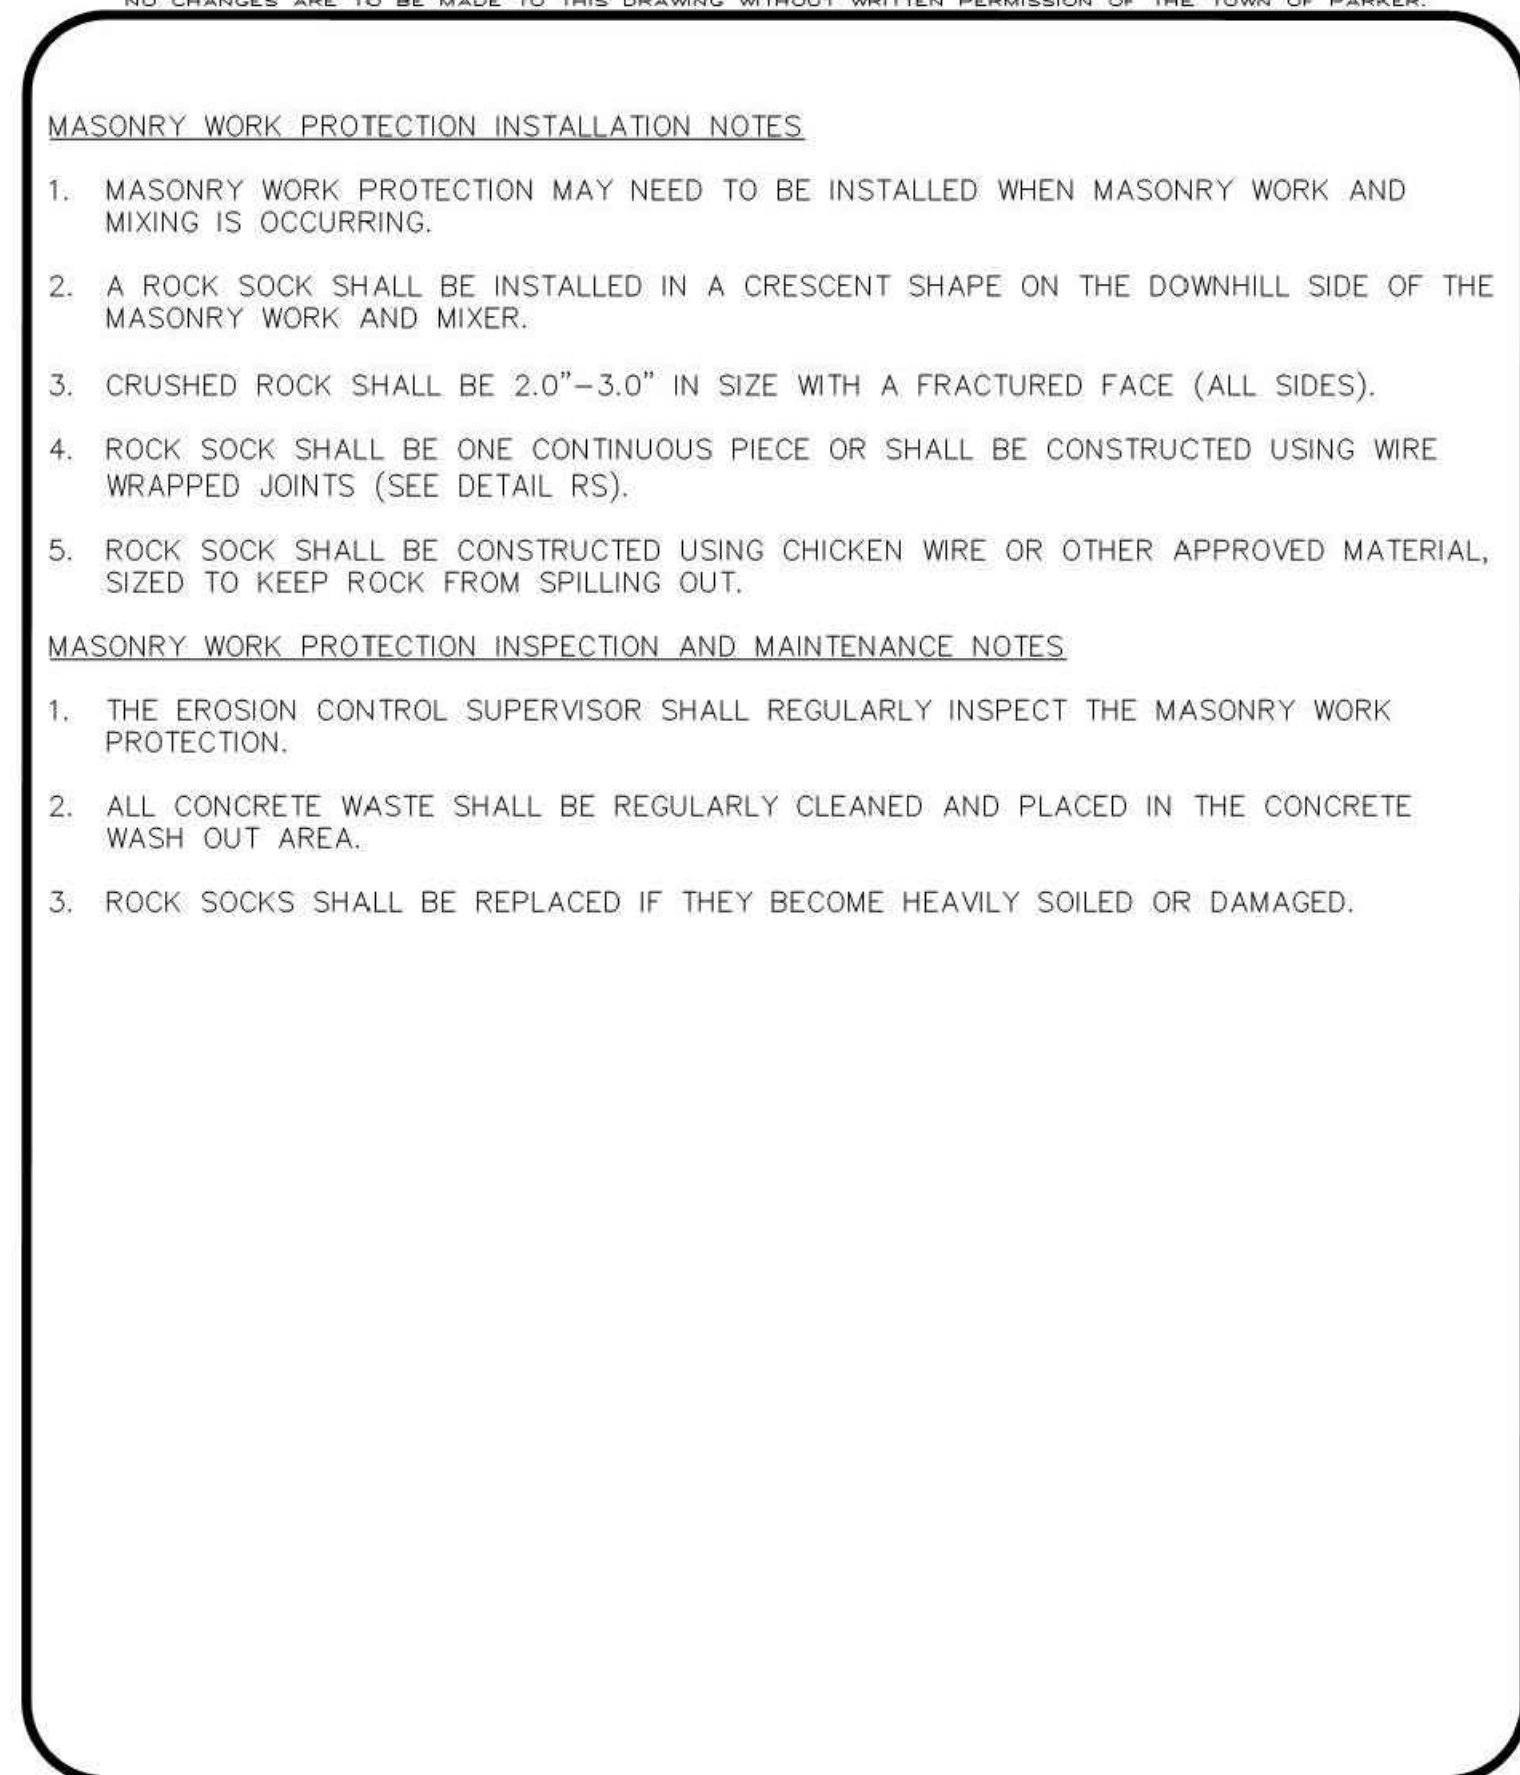 NO CHANGES ARE TO BE MADE TO THIS DRAWING WITHOUT WRITTEN PERMISSION OF THE TOWN OF PARKER.
MASONRY WORK PROTECTION INSTALLATION NOTES
1. MASONRY WORK PROTECTION MAY NEED TO BE INSTALLED WHEN MASONRY WORK AND
MIXING IS OCCURRING.
2. A ROCK SOCK SHALL BE INSTALLED IN A CRESCENT SHAPE ON THE DOWNHILL SIDE OF THE
MASONRY WORK AND MIXER.
3. CRUSHED ROCK SHALL BE 2.0"–3.0" IN SIZE WITH A FRACTURED FACE (ALL SIDES).
4. ROCK SOCK SHALL BE ONE CONTINUOUS PIECE OR SHALL BE CONSTRUCTED USING WIRE
WRAPPED JOINTS (SEE DETAIL RS).
5. ROCK SOCK SHALL BE CONSTRUCTED USING CHICKEN WIRE OR OTHER APPROVED MATERIAL,
SIZED TO KEEP ROCK FROM SPILLING OUT.
MASONRY WORK PROTECTION INSPECTION AND MAINTENANCE NOTES
1. THE EROSION CONTROL SUPERVISOR SHALL REGULARLY INSPECT THE MASONRY WORK
PROTECTION.
2. ALL CONCRETE WASTE SHALL BE REGULARLY CLEANED AND PLACED IN THE CONCRETE
WASH OUT AREA.
3. ROCK SOCKS SHALL BE REPLACED IF THEY BECOME HEAVILY SOILED OR DAMAGED.